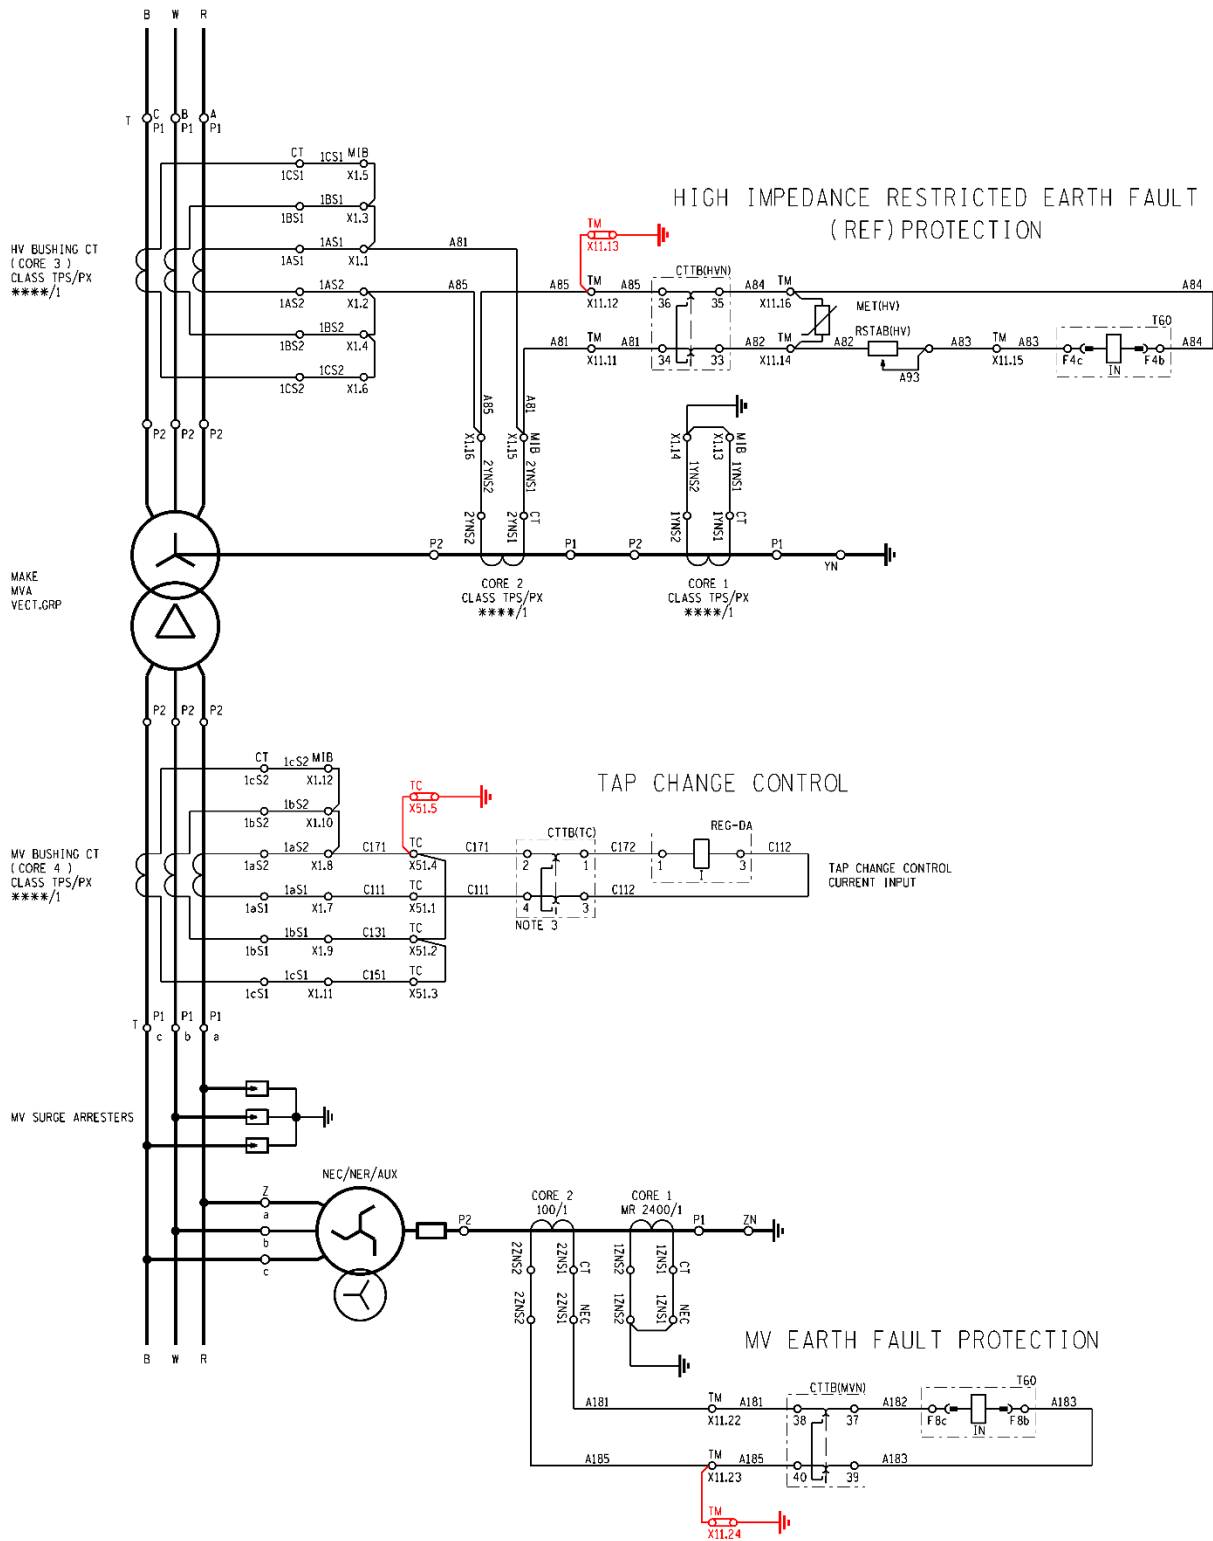 B W R
T C B A
P1 P1 P1
CT 1CS1 MIB
1CS1 X1.5
1BS1
1BS1 X1.3
1AS1 A81
1AS1 X1.1
1AS2 A85
1AS2 X1.2
1BS2
1BS2 X1.4
1CS2
1CS2 X1.6
HV BUSHING CT
(CORE 3)
CLASS TPS/PX
****/1
P2 P2 P2
HIGH IMPEDANCE RESTRICTED EARTH FAULT
(REF)PROTECTION
TM
X11.13
A85 TM A85 CTTB(HVN) A84 TM A84
X11.12 36 35 X11.16
MET(HV)
RSTAB(HV) T60
A81 TM A81 A82 TM A82 A83 TM A83 A84
X11.11 34 33 X11.14 X11.15 F4c IN F4b
A93
A85 A81
X1.16 X1.15 MIB X1.14 X1.13 MIB
2YNS2 2YNS1 1YNS2 1YNS1
2YNS2 2YNS1 CT 1YNS2 1YNS1 CT
P2 P1 P2 P1
YN
CORE 2
CLASS TPS/PX
****/1
CORE 1
CLASS TPS/PX
****/1
MAKE
MVA
VECT.GRP
P2 P2 P2
CT 1cS2 MIB
1cS2 X1.12
1bS2
1bS2 X1.10
1aS2 C171 TC C171
1aS2 X1.8 X51.4
1aS1 C111 TC C111
1aS1 X1.7 X51.1
1bS1 C131 TC
1bS1 X1.9 X51.2
1cS1 C151 TC
1cS1 X1.11 X51.3
TC
X51.5
MV BUSHING CT
(CORE 4)
CLASS TPS/PX
****/1
TAP CHANGE CONTROL
CTTB(TC) REG-DA
2 1 C172 1 I 3 C112
4 3 C112
NOTE 3
TAP CHANGE CONTROL
CURRENT INPUT
T P1 P1 P1
c b a
MV SURGE ARRESTERS
NEC/NER/AUX
Z
a
b
c
CORE 2
100/1
CORE 1
MR 2400/1
P2 P1 ZN
2ZNS2 2ZNS1 CT 1ZNS2 1ZNS1 CT
2ZNS2 2ZNS1 NEC 1ZNS2 1ZNS1 NEC
B W R
MV EARTH FAULT PROTECTION
CTTB(MVN) T60
A181 TM A181 A182 A183
X11.22 38 37 F8c IN F8b
A185 TM A185 A183
X11.23 40 39
TM
X11.24